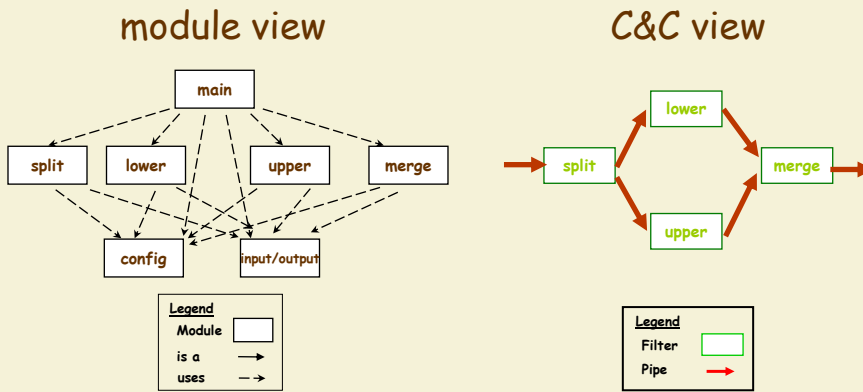 module view
main
split
lower
upper
merge
config
input/output
Legend
Module
is a
uses
C&C view
lower
split
merge
upper
Legend
Filter
Pipe